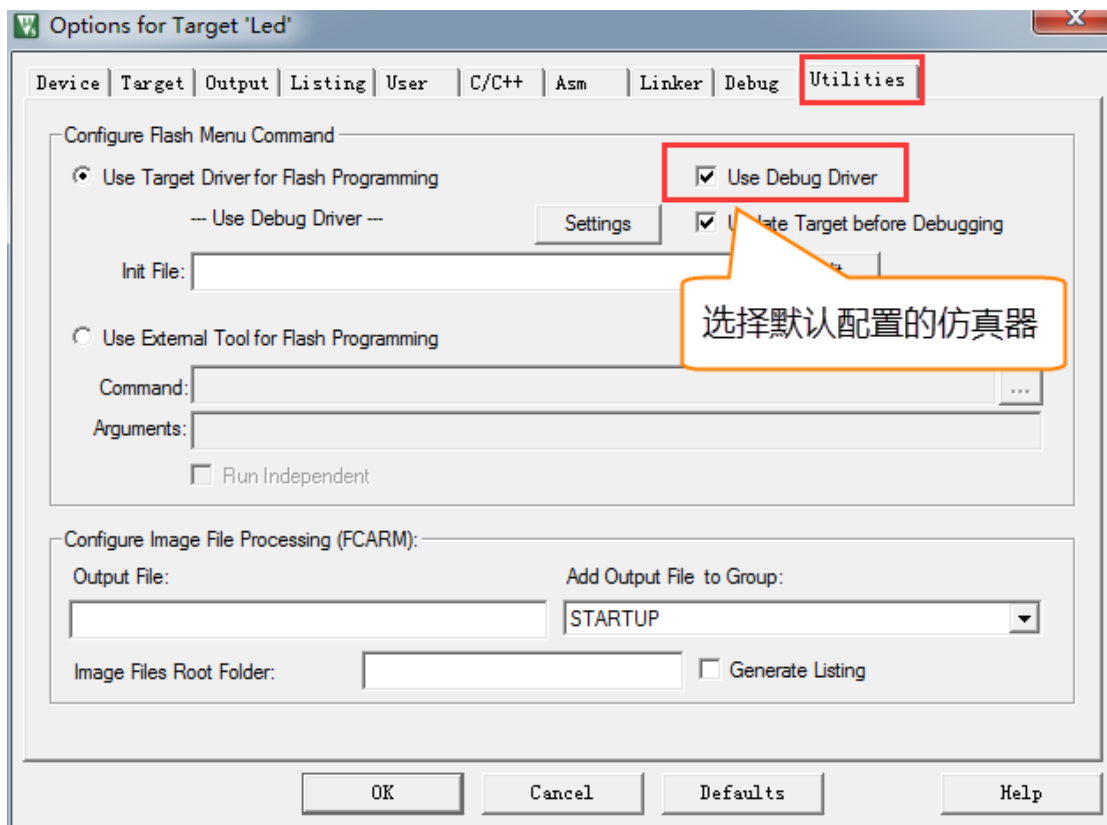 Options for Target 'Led'
Device Target Output Listing User C/C++ Asm Linker Debug Utilities
Configure Flash Menu Command
Use Target Driver for Flash Programming Use Debug Driver
--- Use Debug Driver --- Settings Target before Debugging
Init File:
选择默认配置的仿真器
Use External Tool for Flash Programming
Command: ...
Arguments:
Run Independent
Configure Image File Processing (FCARM):
Output File: Add Output File to Group:
STARTUP
Image Files Root Folder: Generate Listing
OK Cancel Defaults Help